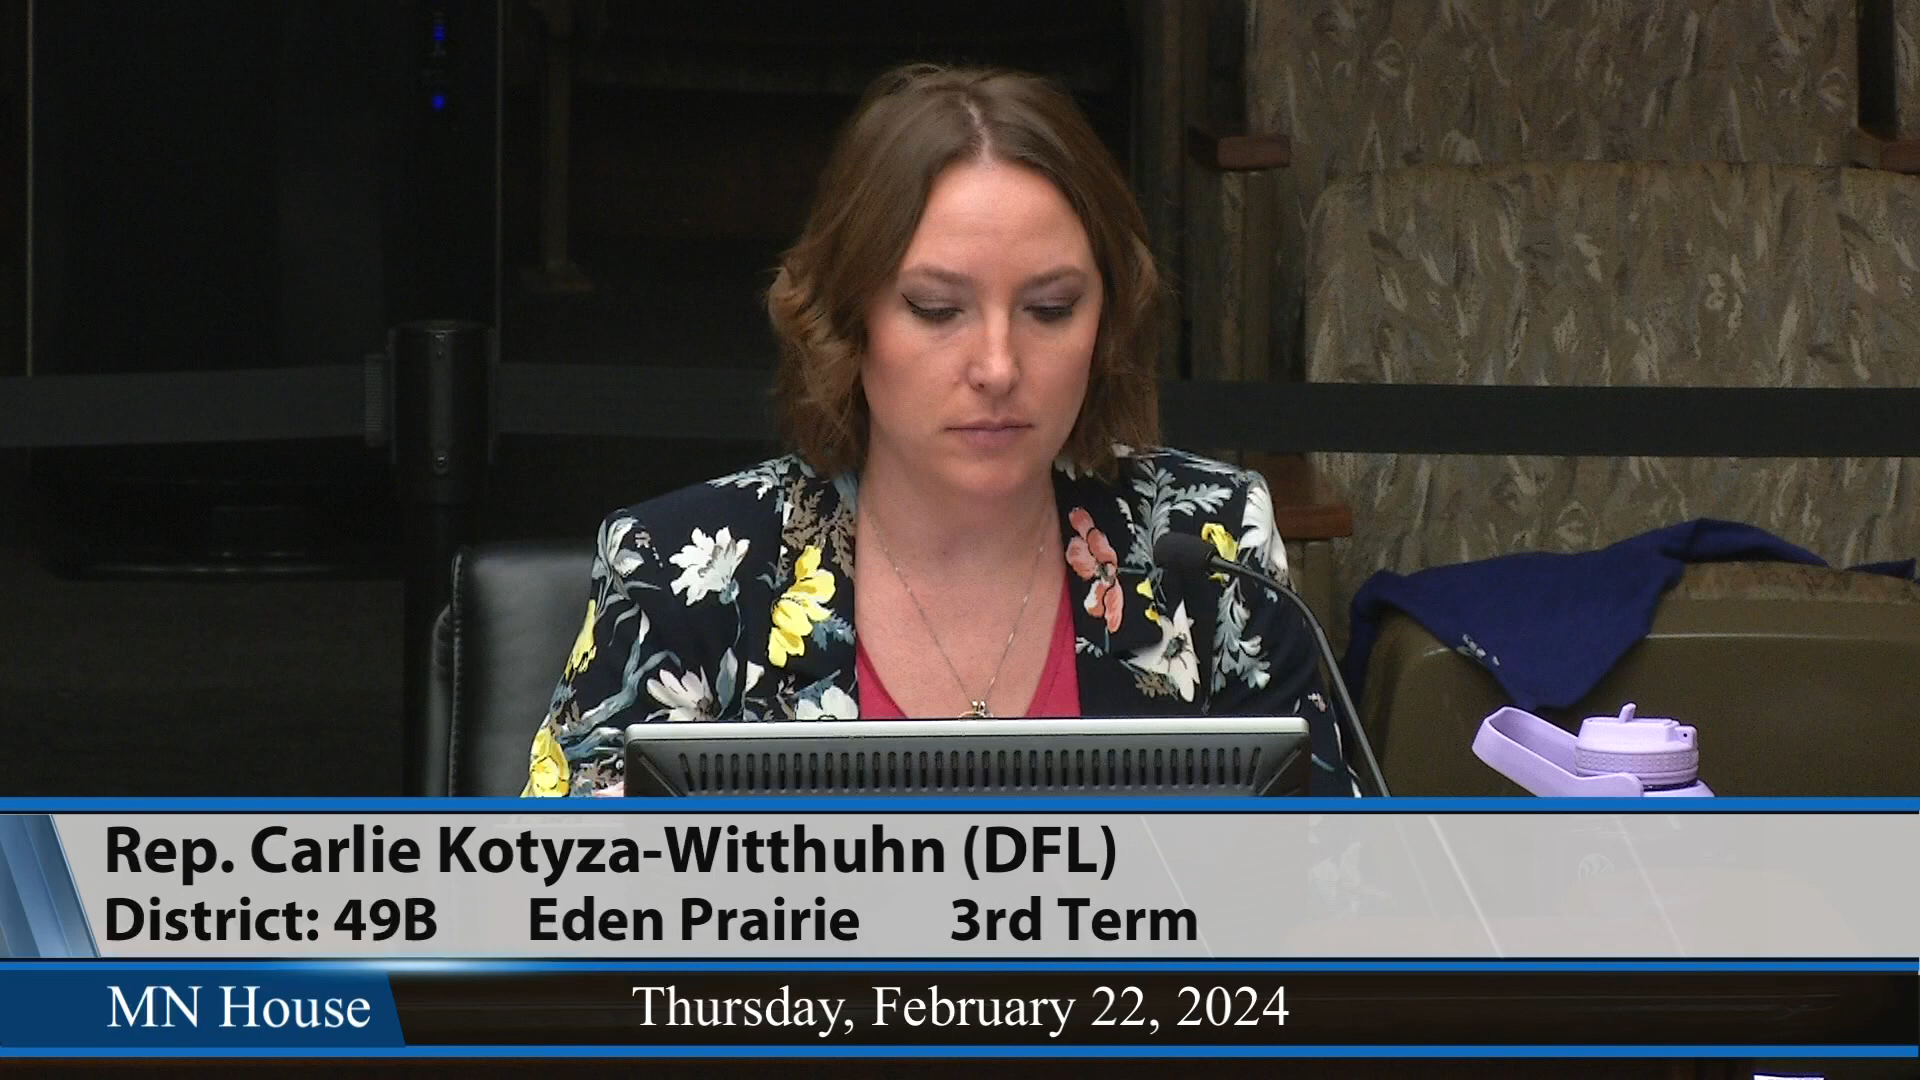 Rep. Carlie Kotyza-Witthuhn (DFL)
District: 49B Eden Prairie 3rd Term
MN House Thursday, February 22, 2024